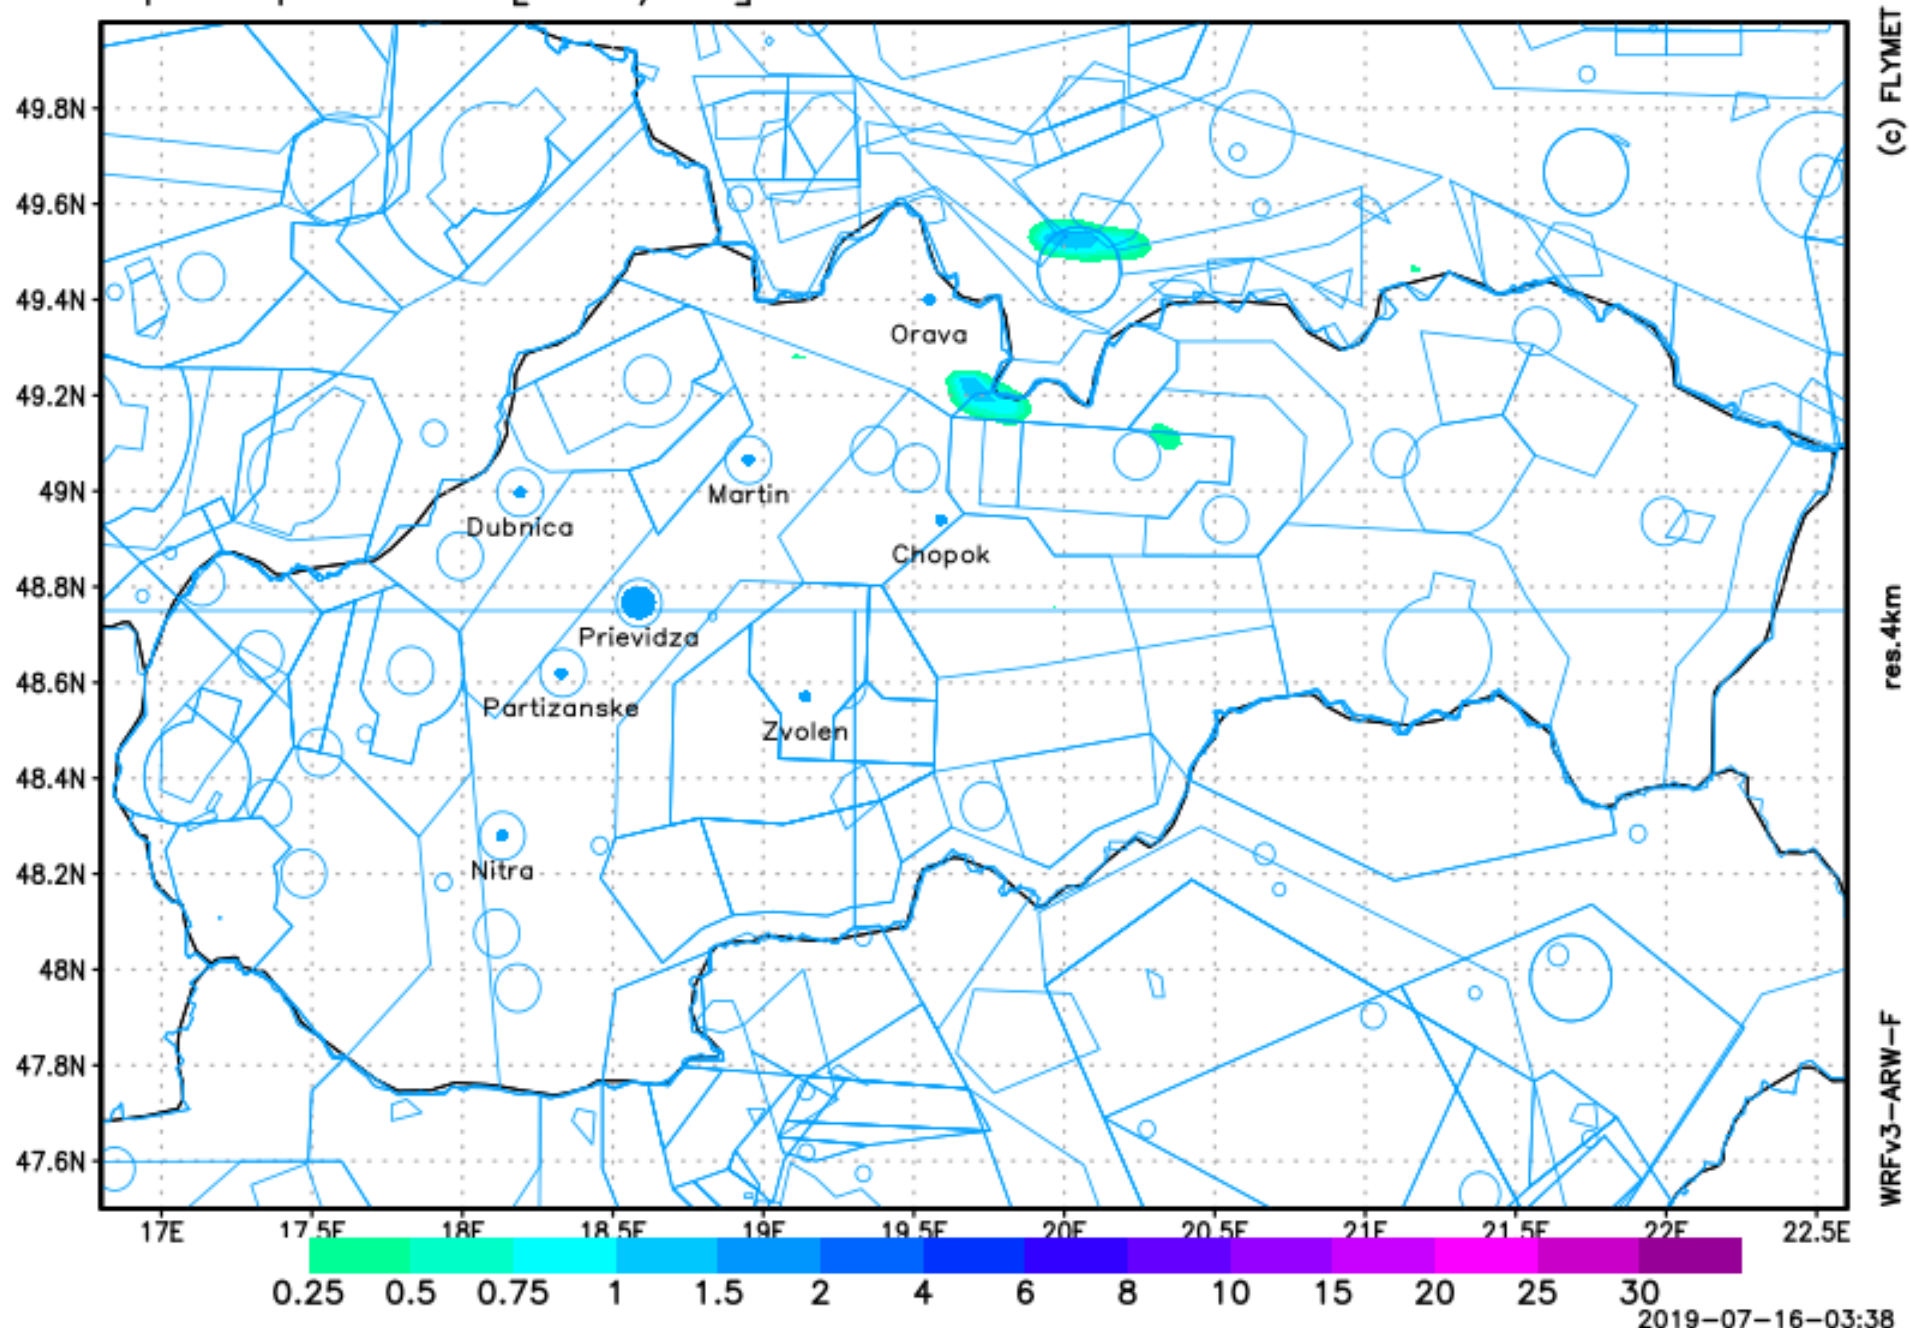 (c) FLYMET
49.8N
49.6N
49.4N
Orava
49.2N
Martin
49N
Dubnica
Chopok
48.8N
res.4km
Prievidza
48.6N
Partizanske
Zvolen
48.4N
Nitra
48.2N
48N
47.8N
WRFv3-ARW-F
47.6N
17E 17.5E 18E 18.5E 19E 19.5E 20E 20.5E 21E 21.5E 22E 22.5E
0.25 0.5 0.75 1 1.5 2 4 6 8 10 15 20 25 30
2019-07-16-03:38